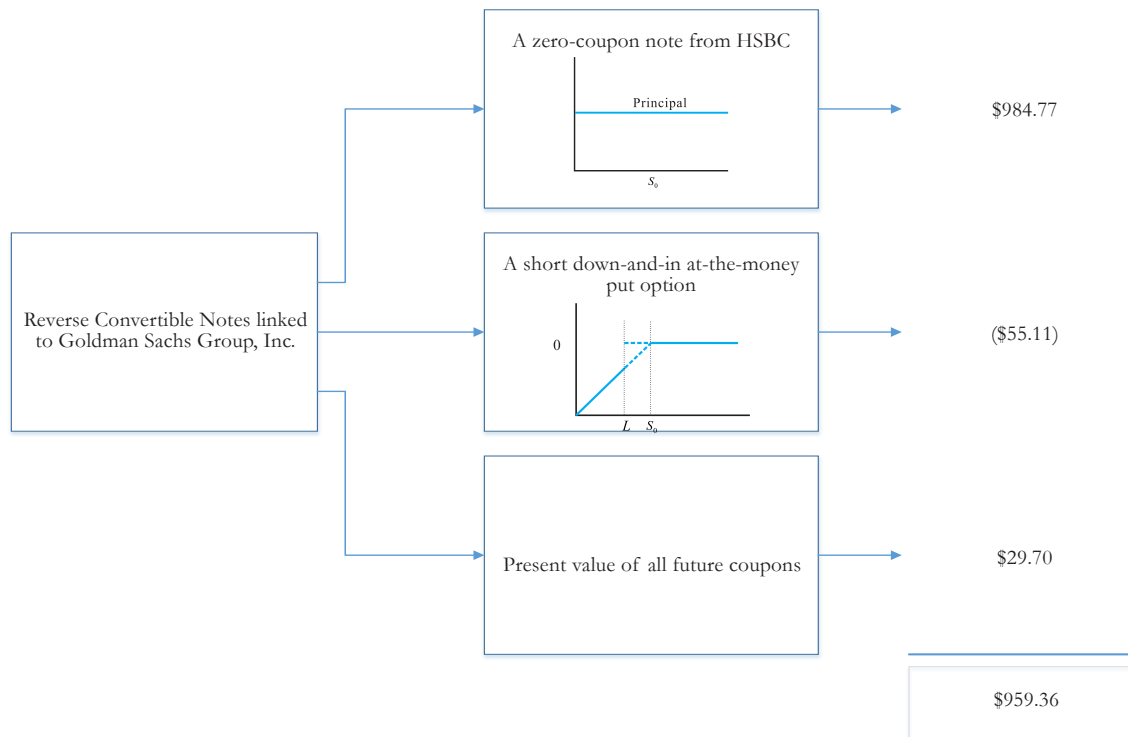 A zero-coupon note from HSBC
Principal
S₀
$984.77
Reverse Convertible Notes linked
to Goldman Sachs Group, Inc.
A short down-and-in at-the-money
put option
0
L S₀
($55.11)
Present value of all future coupons
$29.70
$959.36